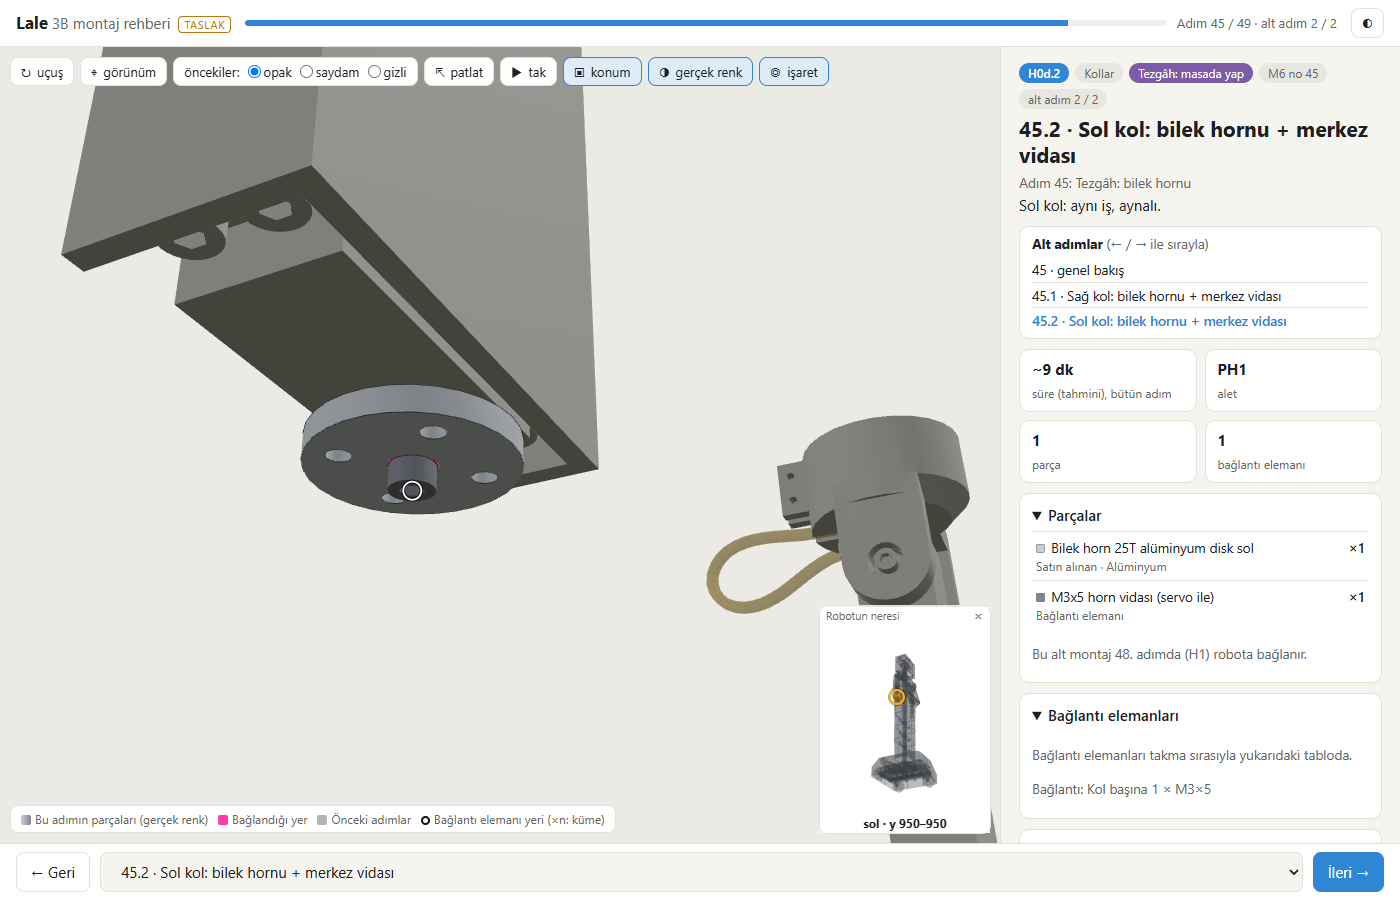 Lale 3B montaj rehberi TASLAK
Adım 45 / 49 · alt adım 2 / 2
uçuş
görünüm
öncekiler: opak saydam gizli
patlat
tak
konum
gerçek renk
işaret
H0d.2 Kollar Tezgâh: masada yap M6 no 45
alt adım 2 / 2
45.2 · Sol kol: bilek hornu + merkez
vidası
Adım 45: Tezgâh: bilek hornu
Sol kol: aynı iş, aynalı.
Alt adımlar (← / → ile sırayla)
45 · genel bakış
45.1 · Sağ kol: bilek hornu + merkez vidası
45.2 · Sol kol: bilek hornu + merkez vidası
~9 dk
süre (tahmini), bütün adım
PH1
alet
1
parça
1
bağlantı elemanı
▼ Parçalar
Bilek horn 25T alüminyum disk sol ×1
Satın alınan · Alüminyum
M3x5 horn vidası (servo ile) ×1
Bağlantı elemanı
Bu alt montaj 48. adımda (H1) robota bağlanır.
▼ Bağlantı elemanları
Bağlantı elemanları takma sırasıyla yukarıdaki tabloda.
Bağlantı: Kol başına 1 × M3×5
Robotun neresi ×
sol · y 950–950
Bu adımın parçaları (gerçek renk) Bağlandığı yer Önceki adımlar Bağlantı elemanı yeri (×n: küme)
← Geri
45.2 · Sol kol: bilek hornu + merkez vidası
İleri →